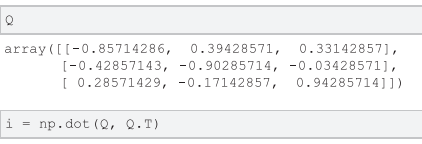 Q
array([[-0.85714286,  0.39428571,  0.33142857],
       [-0.42857143, -0.90285714, -0.03428571],
       [ 0.28571429, -0.17142857,  0.94285714]])
i = np.dot(Q, Q.T)